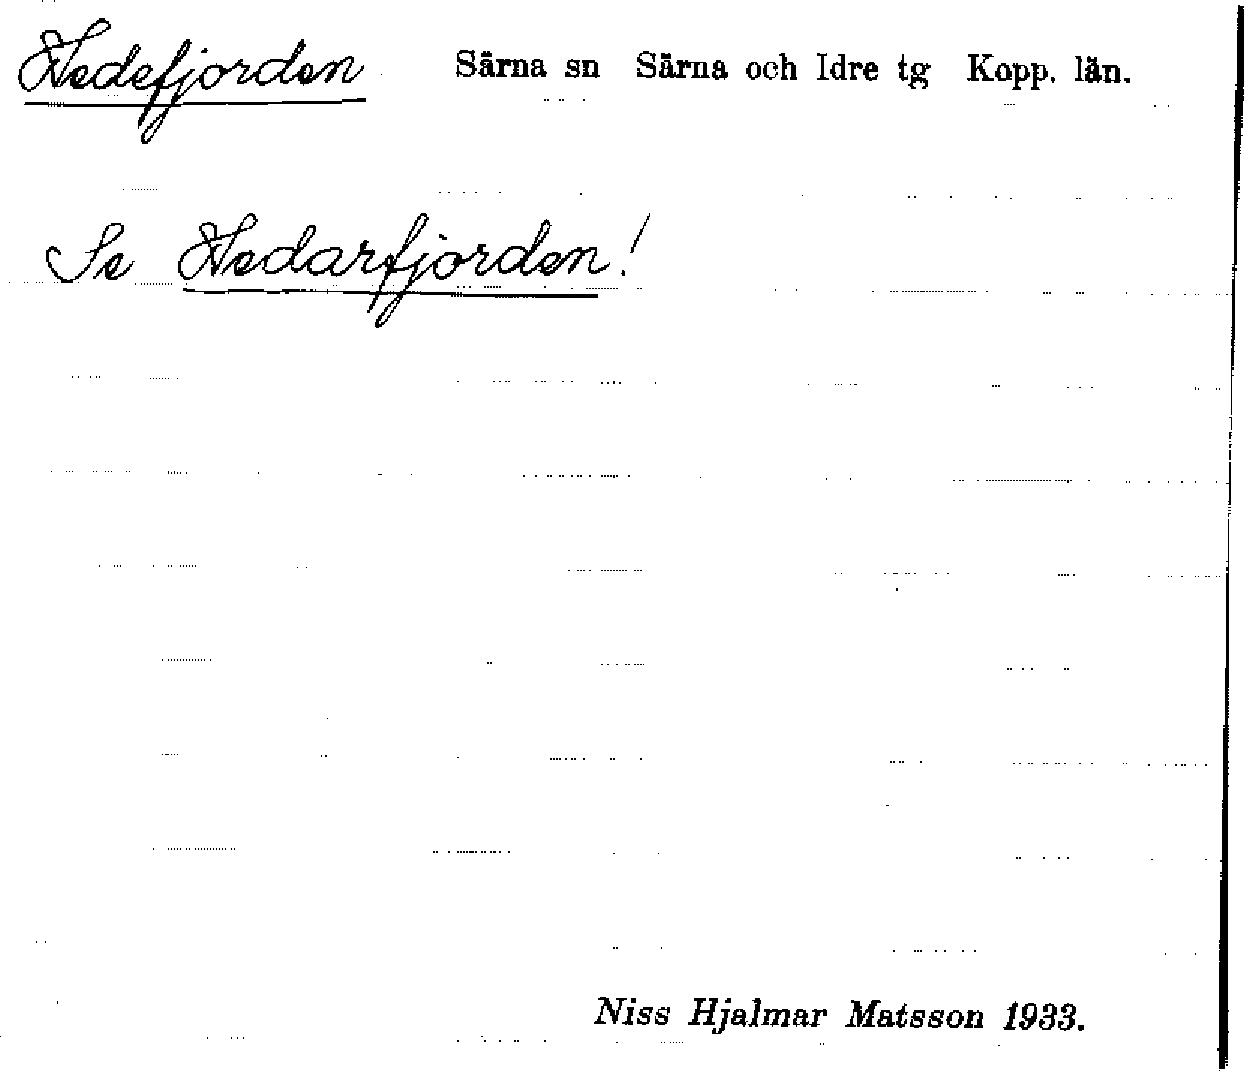 Hedefjorden Särna sn Särna och Idre tg Kopp. län.
Se Hedarfjorden!
Niss Hjalmar Matsson 1933.